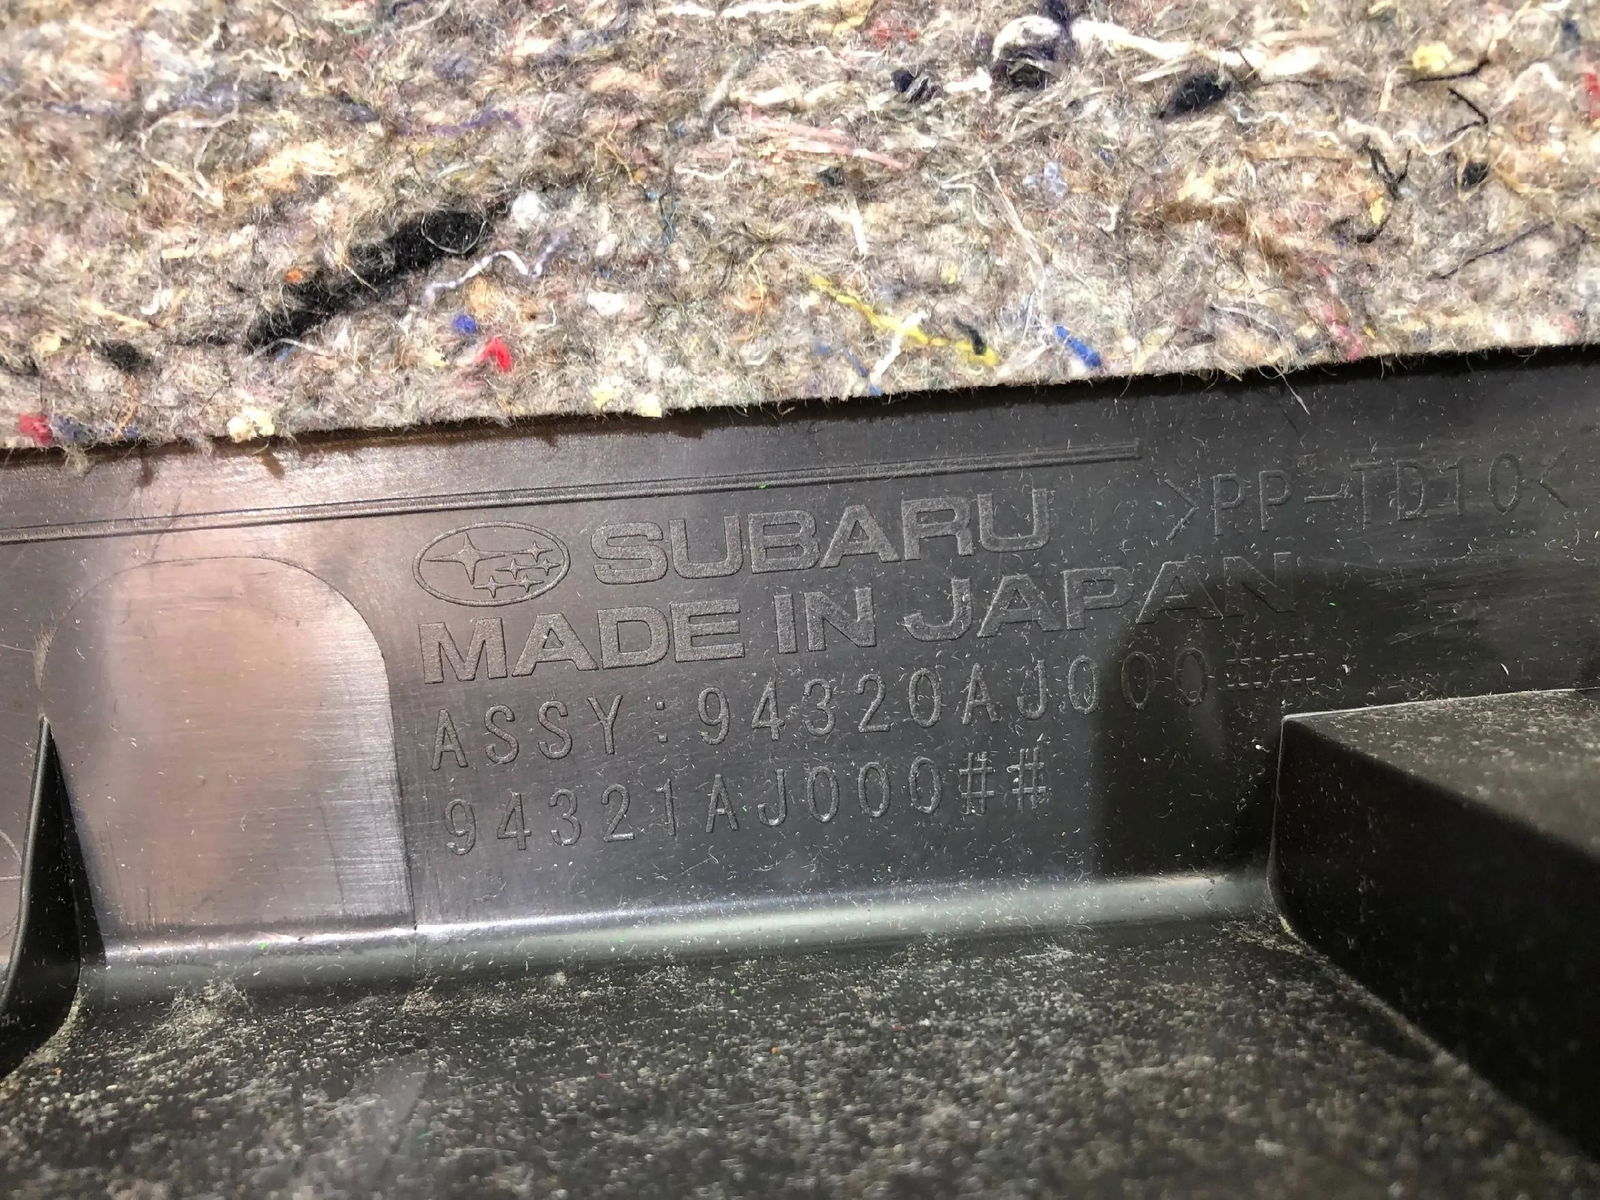 SUBARU
>PP-TD10<
MADE IN JAPAN
ASSY:94320AJ000##
94321AJ000##